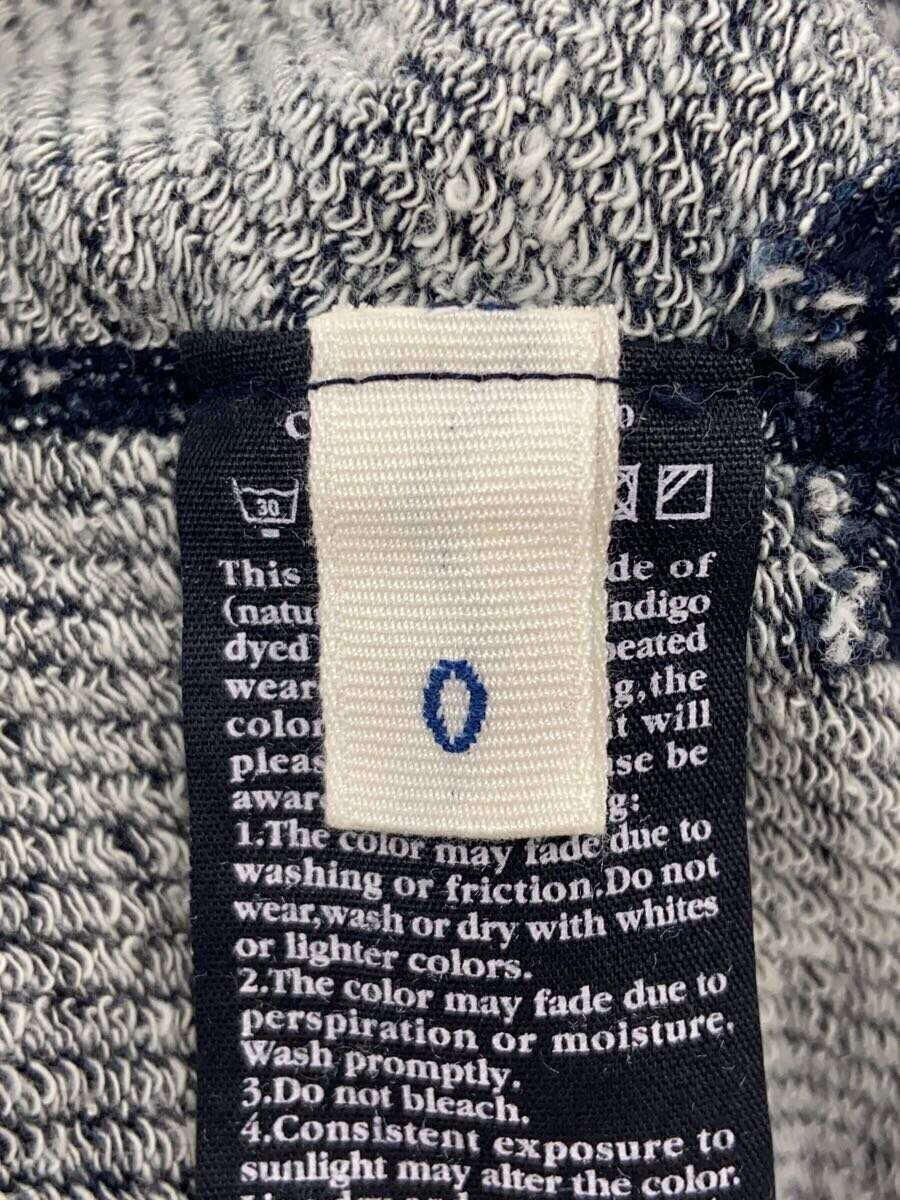 30
0
This de of
(natu ndigo
dyed peated
wear g,the
color t will
pleas se be
awar g:
1.The color may fade due to
washing or friction.Do not
wear,wash or dry with whites
or lighter colors.
2.The color may fade due to
perspiration or moisture.
Wash promptly.
3.Do not bleach.
4.Consistent exposure to
sunlight may alter the color.